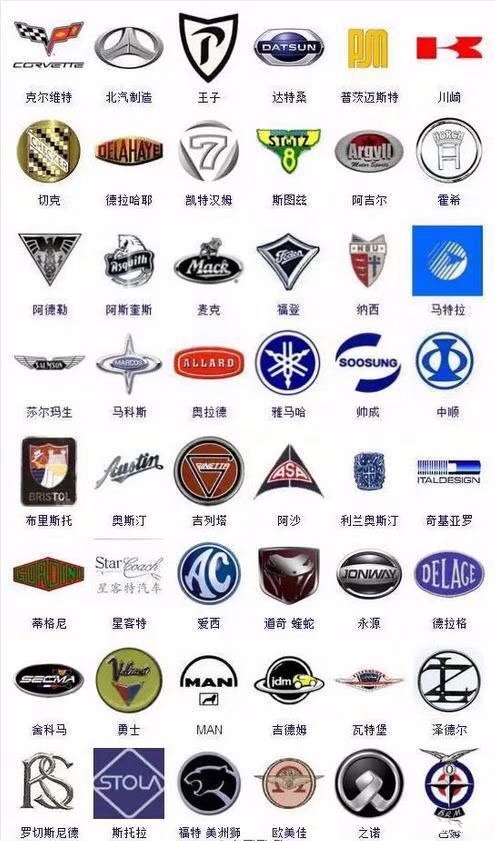 CORVETTE
P
DATSUN
PSM
K
克尔维特 北汽制造 王子 达特桑 普茨迈斯特 川崎
CHECKER
DELAHAYE
7
STUTZ
8
Argyll
Motor Sports
HORCH
切克 德拉哈耶 凯特汉姆 斯图兹 阿吉尔 霍希
Asquith
Mack
NSU
阿德勒 阿斯奎斯 麦克 福登 纳西 马特拉
SALMSON
MARCOS
ALLARD
SOOSUNG
莎尔玛生 马科斯 奥拉德 雅马哈 帅成 中顺
BRISTOL
Austin
GINETTA
ASA
ITALDESIGN
布里斯托 奥斯汀 吉列塔 阿沙 利兰奥斯汀 奇基亚罗
Star Coach
星客特汽车
AC
JONWAY
DELAGE
蒂格尼 星客特 爱西 道奇 蝰蛇 永源 德拉格
SECMA
Valiant
MAN
jdm
舍科马 勇士 MAN 吉德姆 瓦特堡 泽德尔
RS
STOLA
BRM
罗切斯尼德 斯托拉 福特 美洲狮 欧美佳 之诺